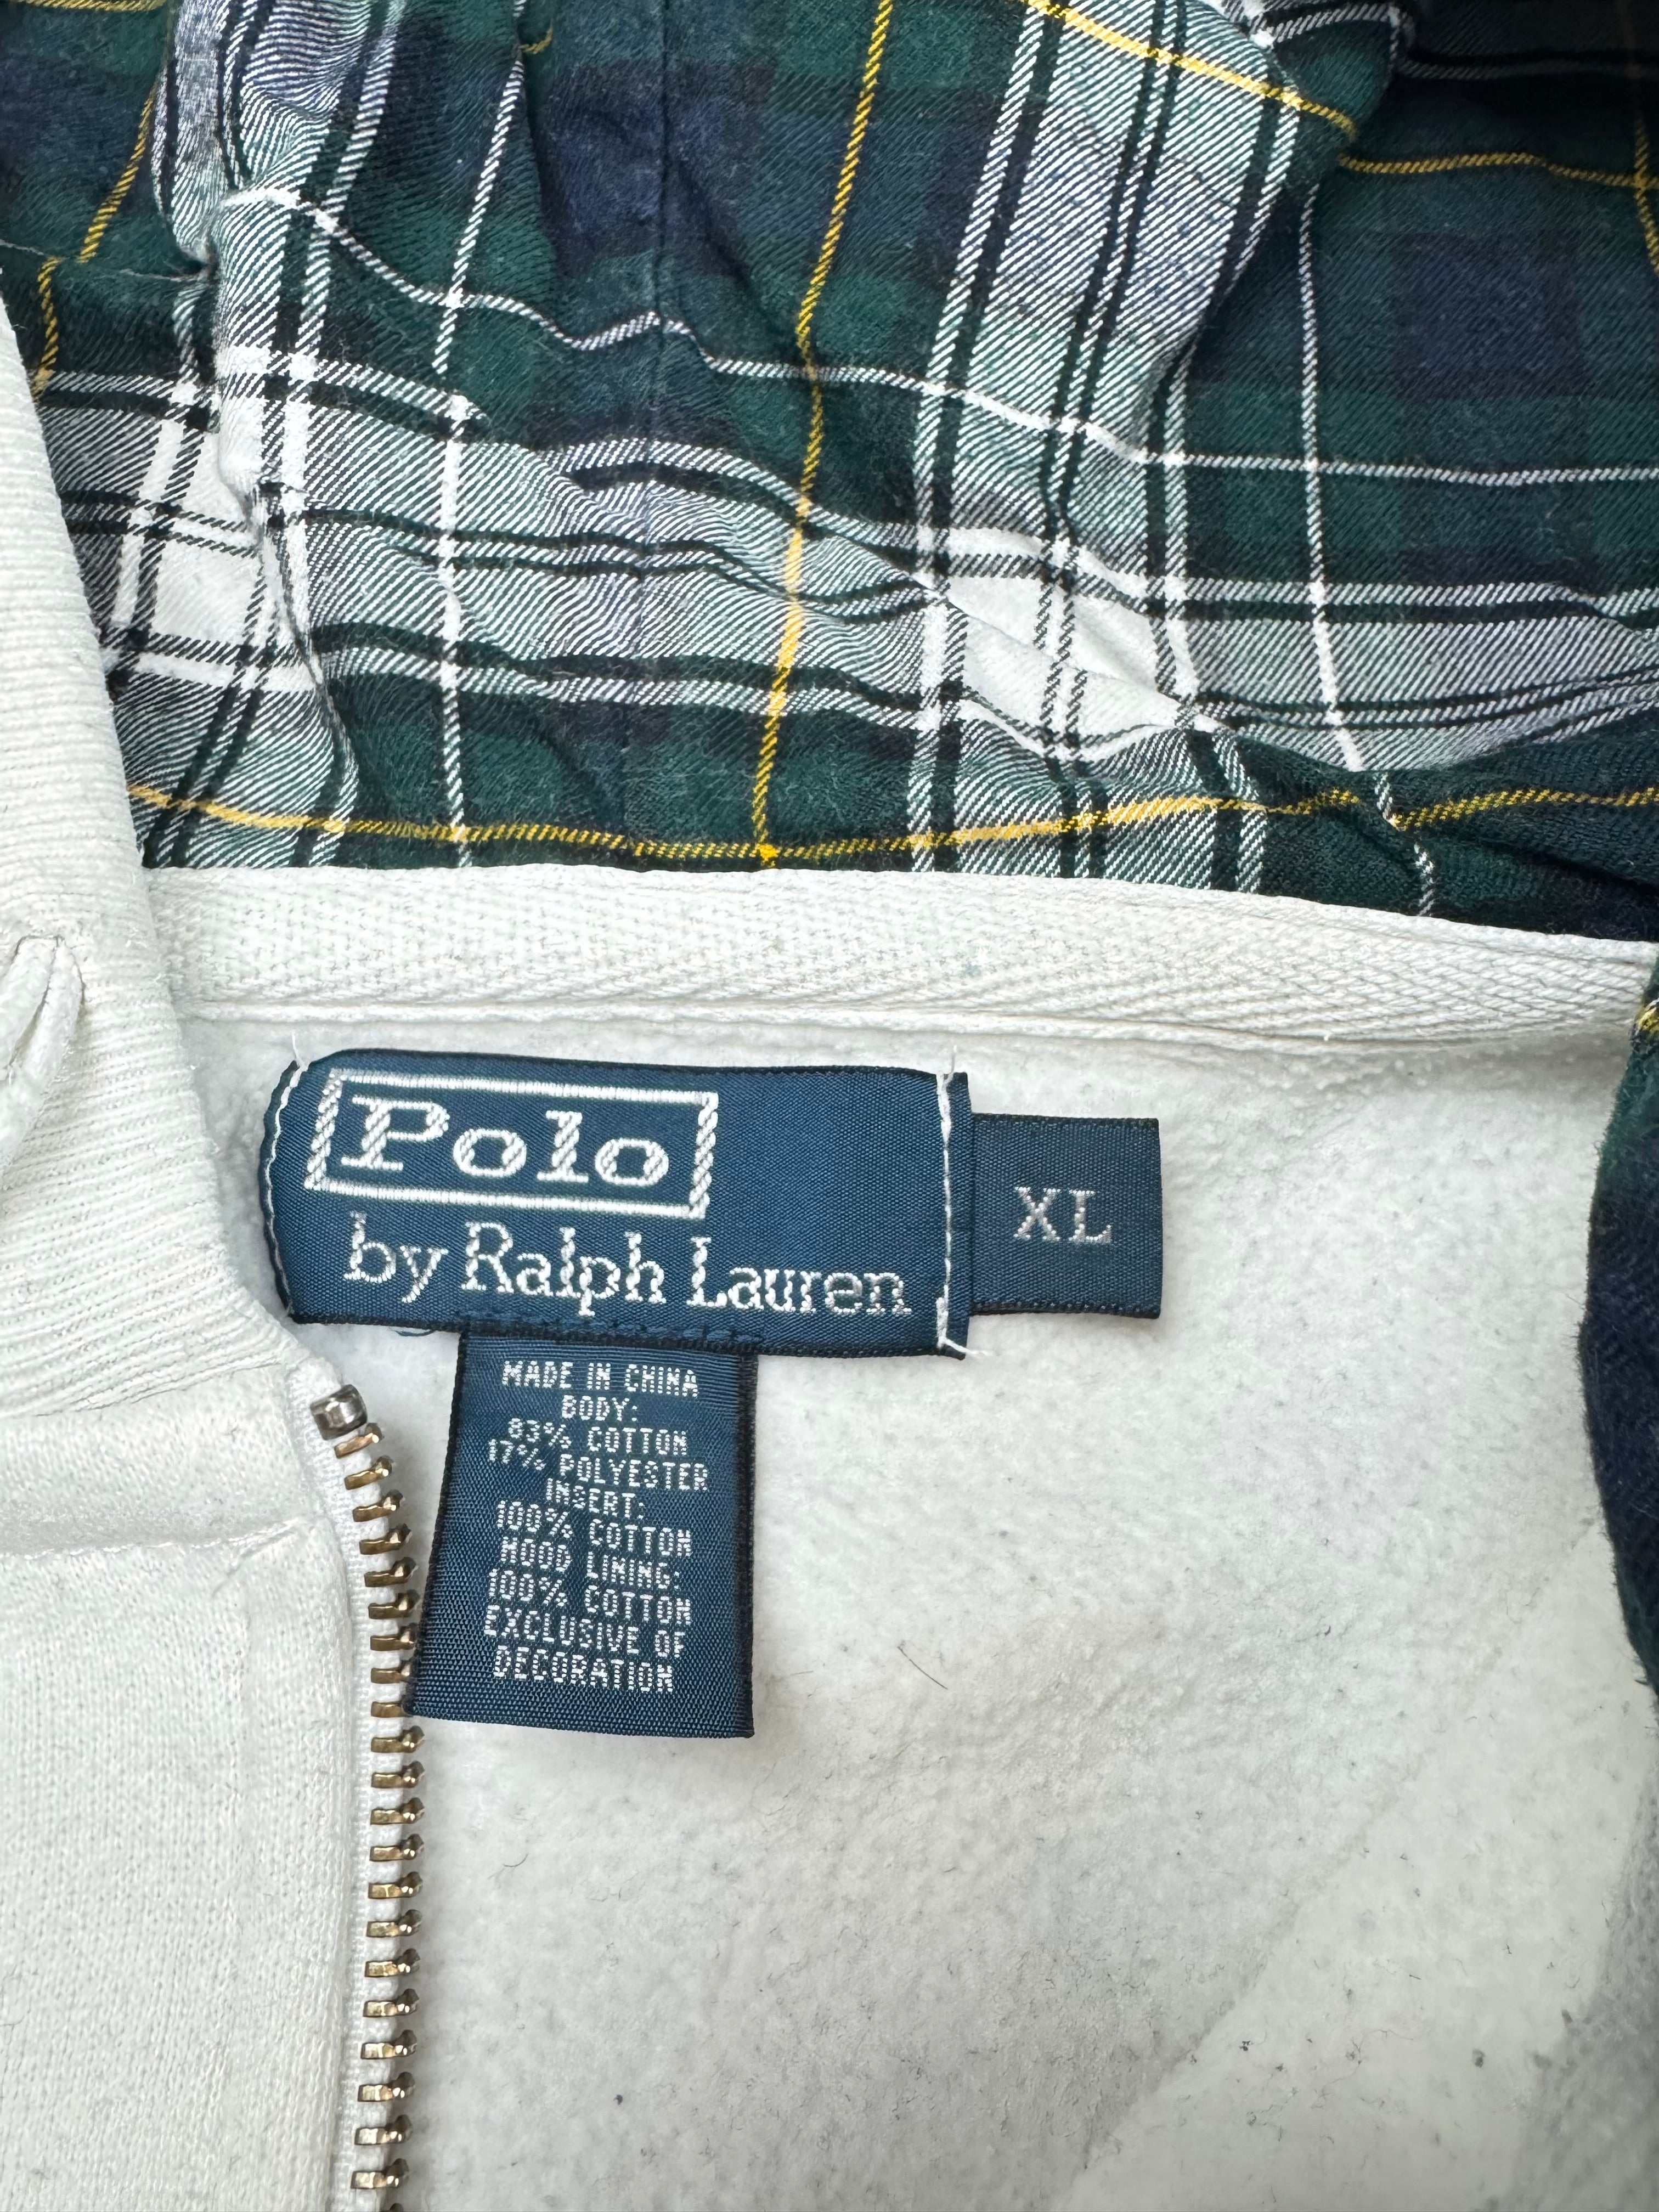 Polo
by Ralph Lauren
XL
MADE IN CHINA
BODY:
83% COTTON
17% POLYESTER
INSERT:
100% COTTON
HOOD LINING:
100% COTTON
EXCLUSIVE OF
DECORATION